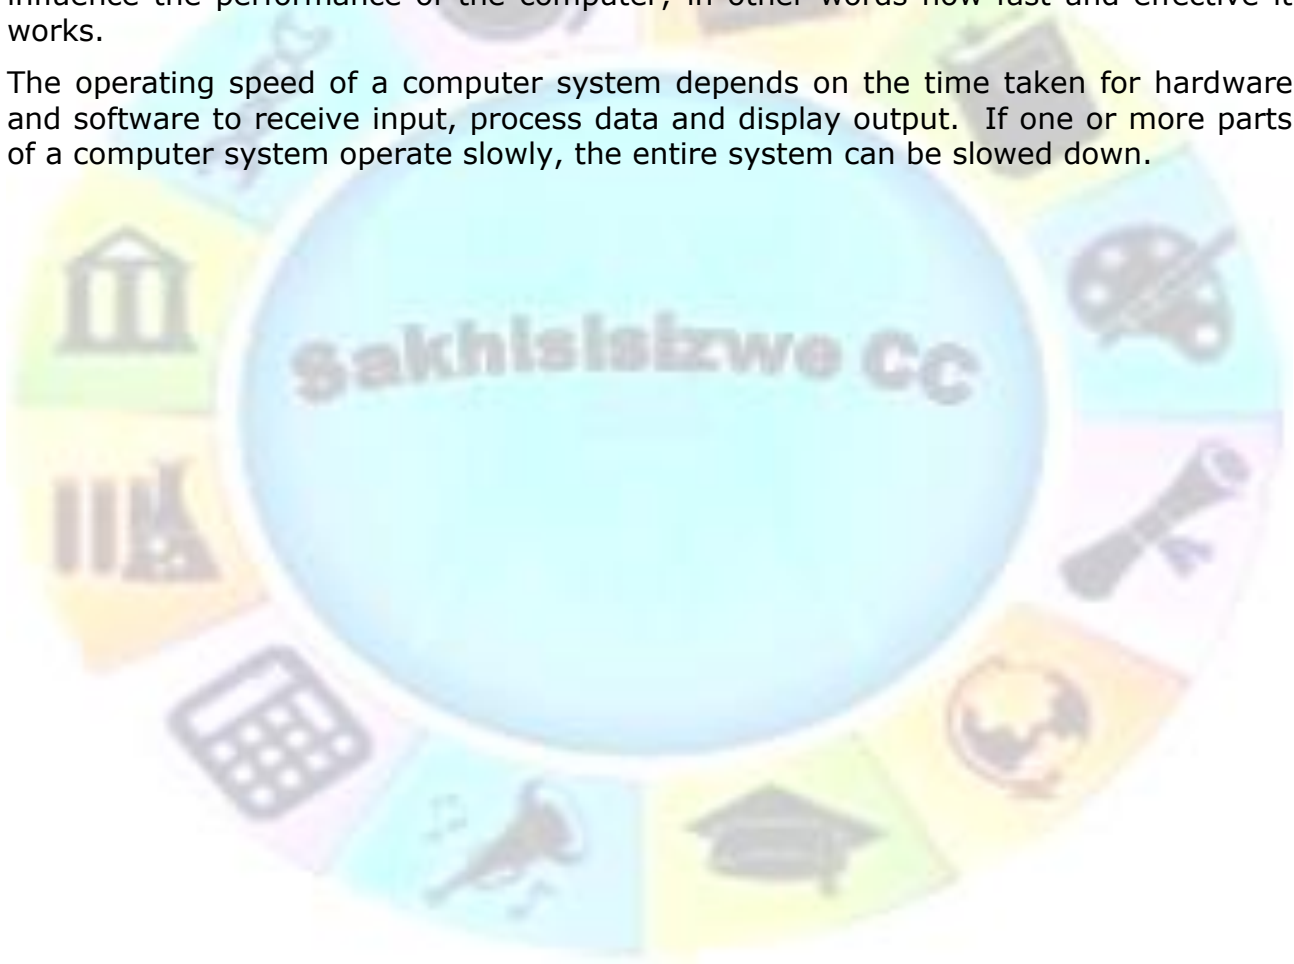 influence the performance of the computer, in other words how fast and effective it
works.
The operating speed of a computer system depends on the time taken for hardware
and software to receive input, process data and display output. If one or more parts
of a computer system operate slowly, the entire system can be slowed down.
Sakhisisizwe Cc